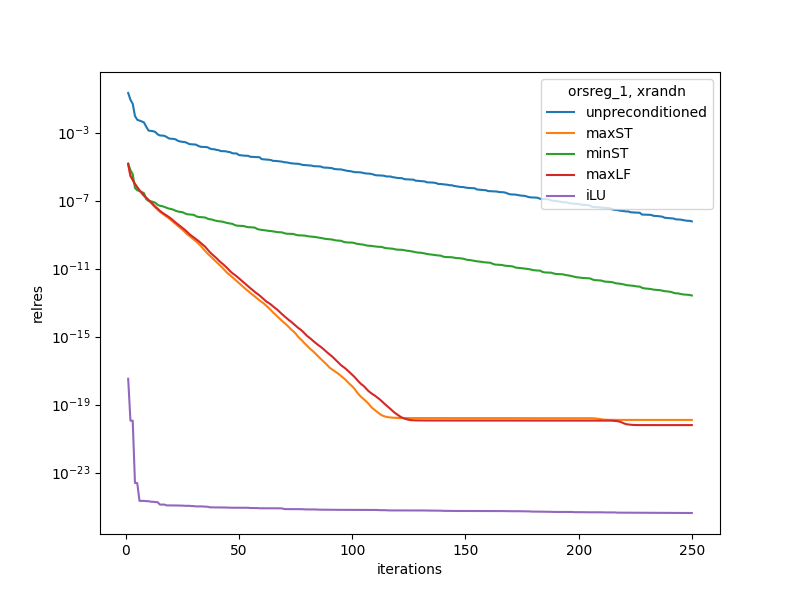 orsreg_1, xrandn
unpreconditioned
maxST
minST
maxLF
iLU
10⁻³
10⁻⁷
10⁻¹¹
10⁻¹⁵
10⁻¹⁹
10⁻²³
relres
0 50 100 150 200 250
iterations